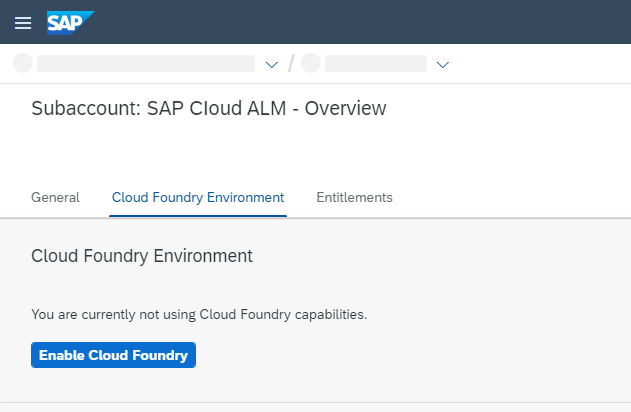 SAP
/
Subaccount: SAP Cloud ALM - Overview
General Cloud Foundry Environment Entitlements
Cloud Foundry Environment
You are currently not using Cloud Foundry capabilities.
Enable Cloud Foundry